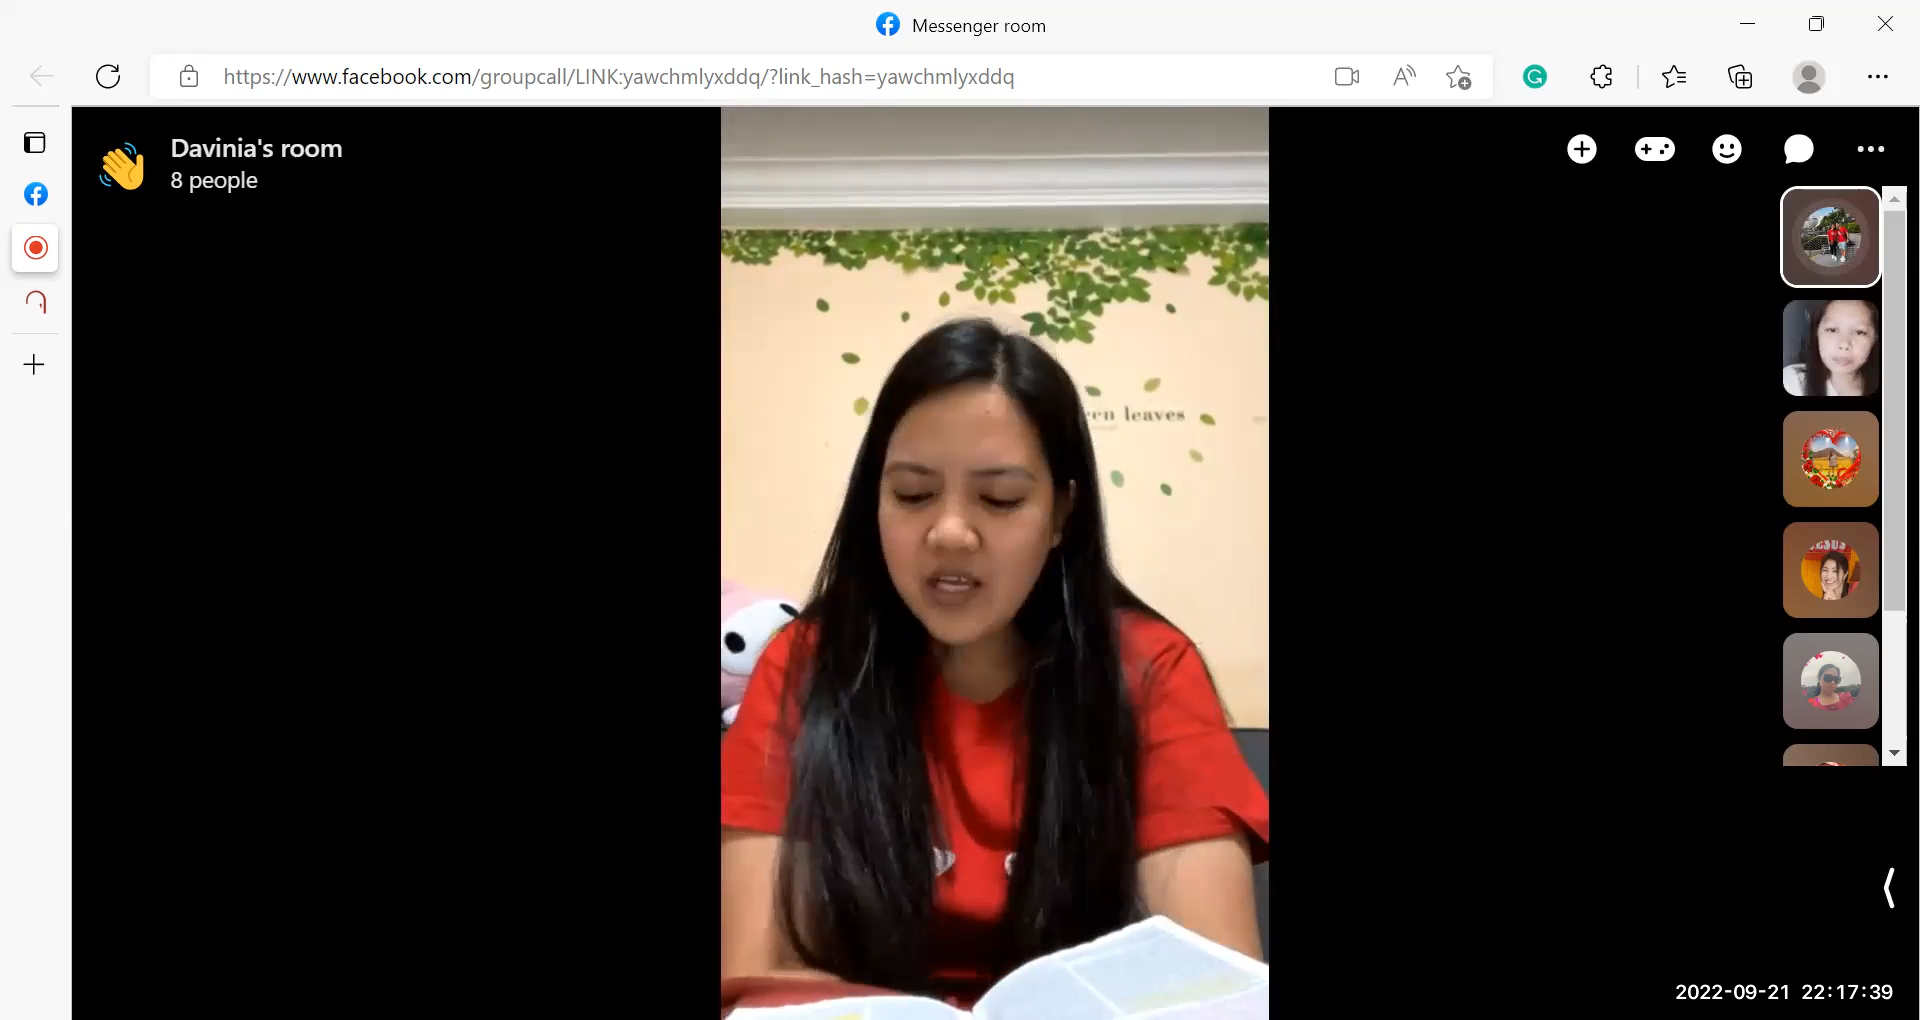 Messenger room
https://www.facebook.com/groupcall/LINK:yawchmlyxddq/?link_hash=yawchmlyxddq
Davinia's room
8 people
leaves
JESUS
2022-09-21 22:17:39